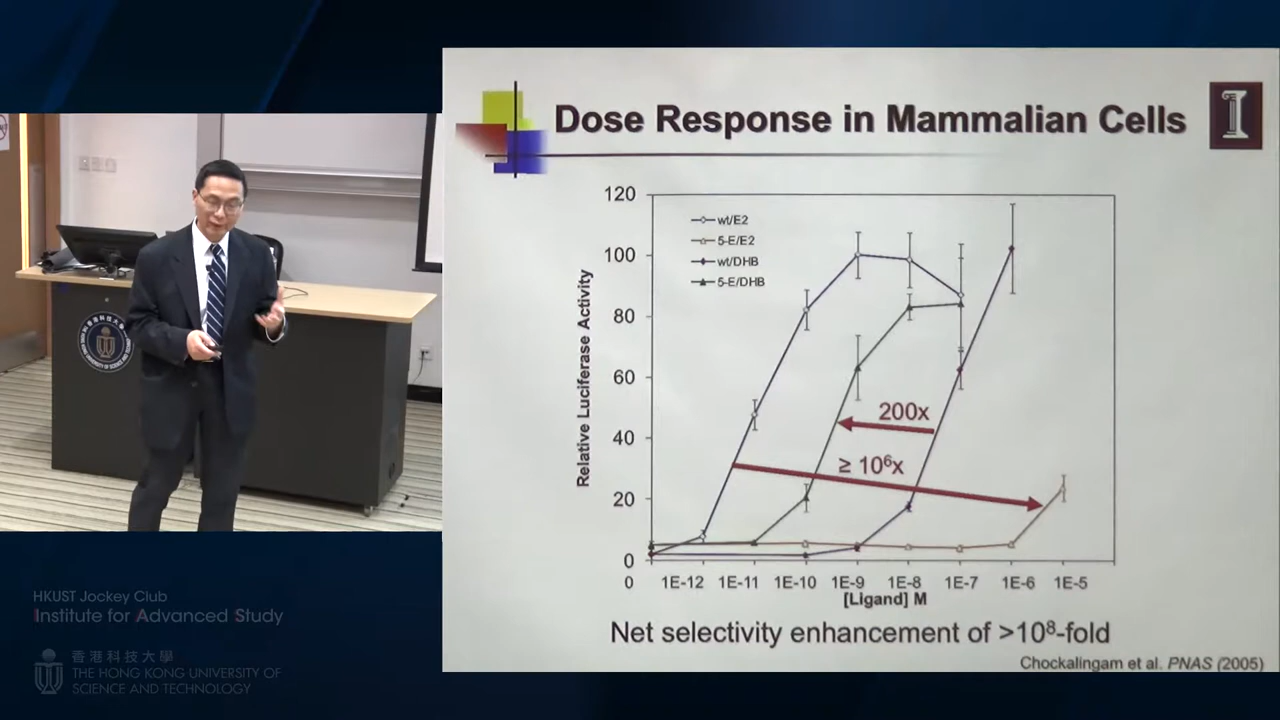 Dose Response in Mammalian Cells
120
100
80
60
40
20
0
Relative Luciferase Activity
wt/E2
5-E/E2
wt/DHB
5-E/DHB
200x
≥ 10⁶x
0 1E-12 1E-11 1E-10 1E-9 1E-8 1E-7 1E-6 1E-5
[Ligand] M
Net selectivity enhancement of >10⁸-fold
Chockalingam et al. PNAS (2005)
HKUST Jockey Club
Institute for Advanced Study
香港科技大學
THE HONG KONG UNIVERSITY OF
SCIENCE AND TECHNOLOGY